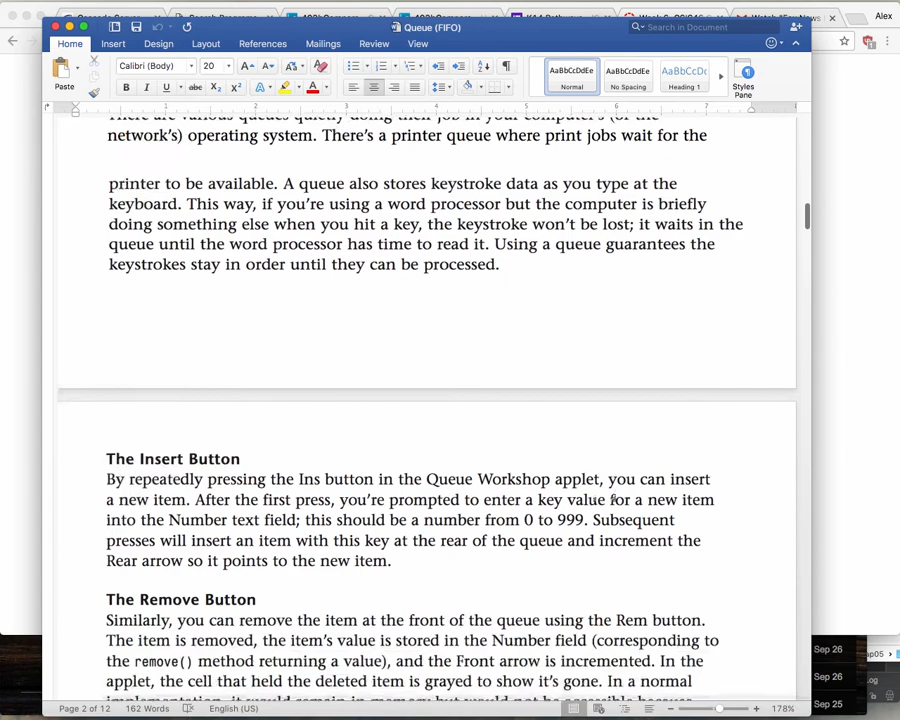 Alex
Queue (FIFO)
Search in Document
Home
Insert
Design
Layout
References
Mailings
Review
View
Calibri (Body)
20
Paste
AaBbCcDdEe
Normal
AaBbCcDdEe
No Spacing
AaBbCcDc
Heading 1
Styles
Pane
1
2
3
4
5
6
7
There are various queues quietly doing their job in your computer's (or the
network's) operating system. There's a printer queue where print jobs wait for the
printer to be available. A queue also stores keystroke data as you type at the
keyboard. This way, if you're using a word processor but the computer is briefly
doing something else when you hit a key, the keystroke won't be lost; it waits in the
queue until the word processor has time to read it. Using a queue guarantees the
keystrokes stay in order until they can be processed.
The Insert Button
By repeatedly pressing the Ins button in the Queue Workshop applet, you can insert
a new item. After the first press, you're prompted to enter a key value for a new item
into the Number text field; this should be a number from 0 to 999. Subsequent
presses will insert an item with this key at the rear of the queue and increment the
Rear arrow so it points to the new item.
The Remove Button
Similarly, you can remove the item at the front of the queue using the Rem button.
The item is removed, the item's value is stored in the Number field (corresponding to
the remove() method returning a value), and the Front arrow is incremented. In the
applet, the cell that held the deleted item is grayed to show it's gone. In a normal
implementation, it would remain in memory but would not be accessible because
Sep 26
Sep 26
Sep 25
Page 2 of 12
162 Words
English (US)
178%